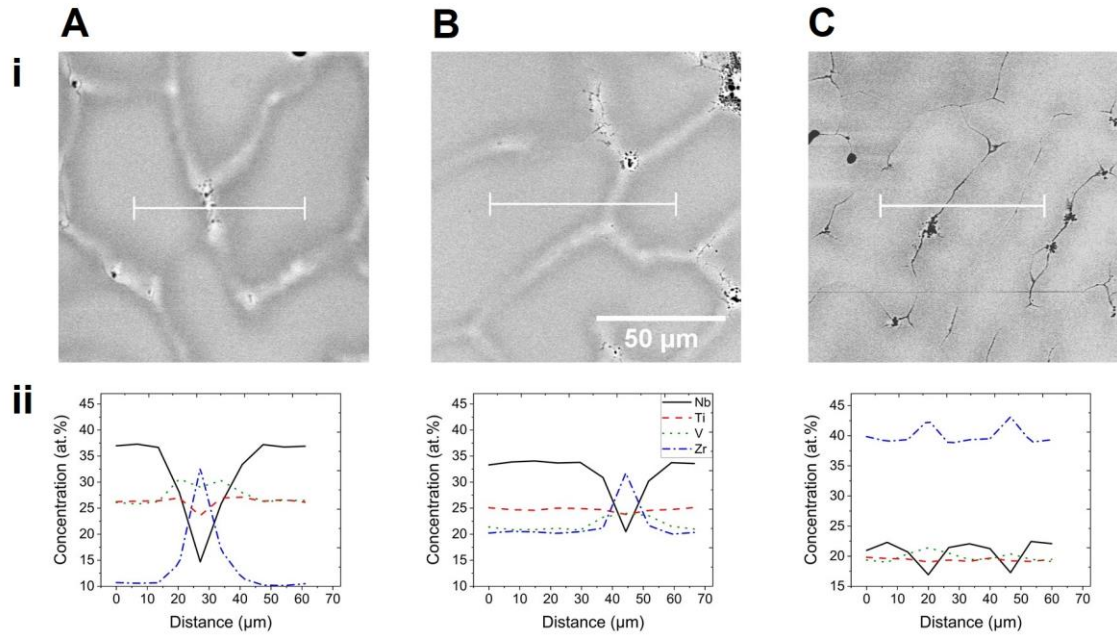 A B C
i
50 μm
ii
45 45 45
40 40 40
35 35 35
30 30 30
25 25 25
20 20 20
15 15 15
10 10 10
Concentration (at.%) Concentration (at.%) Concentration (at.%)
Nb
Ti
V
Zr
0 10 20 30 40 50 60 70 0 10 20 30 40 50 60 70 0 10 20 30 40 50 60 70
Distance (μm) Distance (μm) Distance (μm)